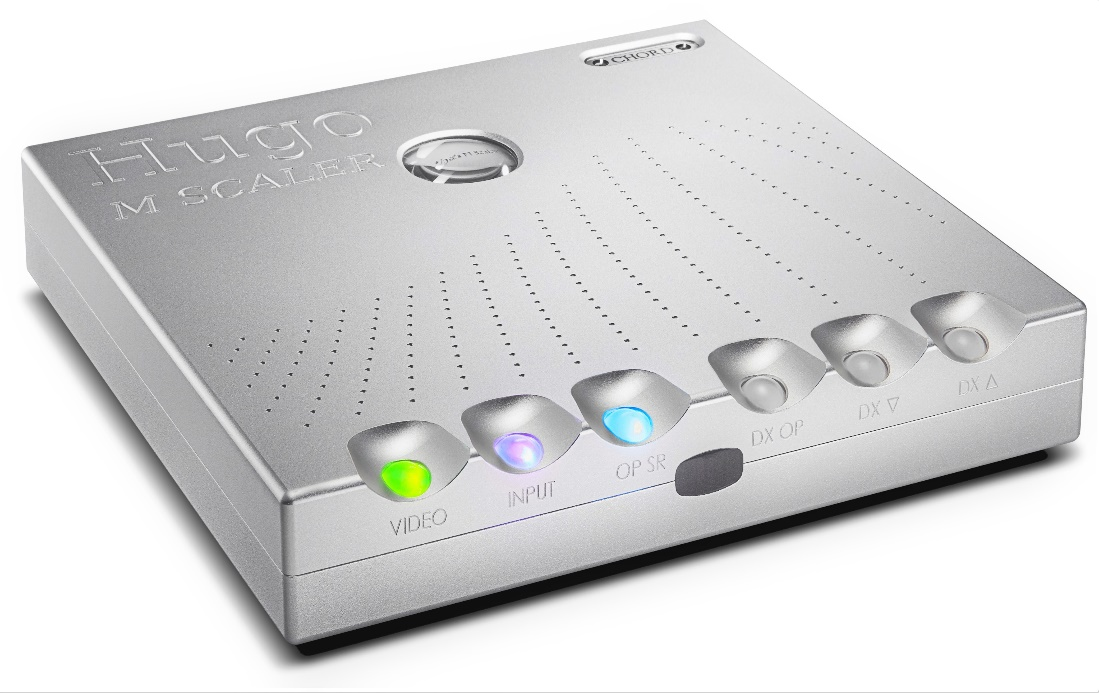 CHORD
Hugo
M SCALER
VIDEO
INPUT
OP SR
DX OP
DX ▽
DX △